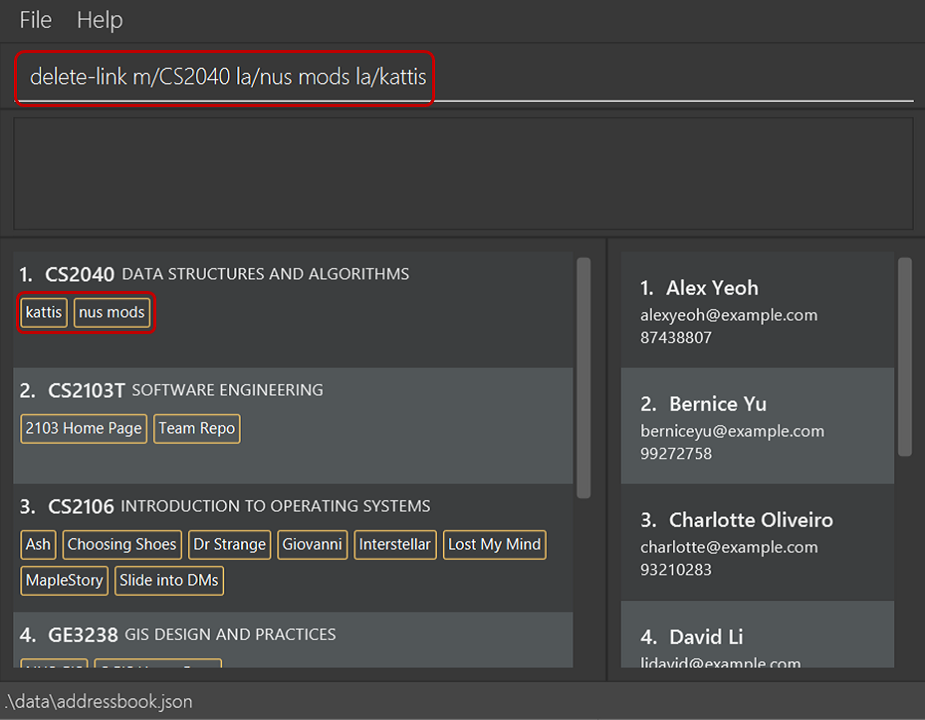 File Help
delete-link m/CS2040 la/nus mods la/kattis
1. CS2040 DATA STRUCTURES AND ALGORITHMS
kattis nus mods
2. CS2103T SOFTWARE ENGINEERING
2103 Home Page Team Repo
3. CS2106 INTRODUCTION TO OPERATING SYSTEMS
Ash Choosing Shoes Dr Strange Giovanni Interstellar Lost My Mind
MapleStory Slide into DMs
4. GE3238 GIS DESIGN AND PRACTICES
1. Alex Yeoh
alexyeoh@example.com
87438807
2. Bernice Yu
berniceyu@example.com
99272758
3. Charlotte Oliveiro
charlotte@example.com
93210283
4. David Li
lidavid@example.com
.\data\addressbook.json